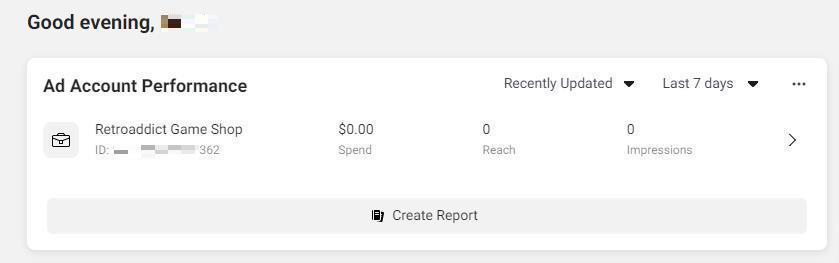 Good evening,
Ad Account Performance
Recently Updated
Last 7 days
Retroaddict Game Shop
ID: 362
$0.00
Spend
0
Reach
0
Impressions
Create Report